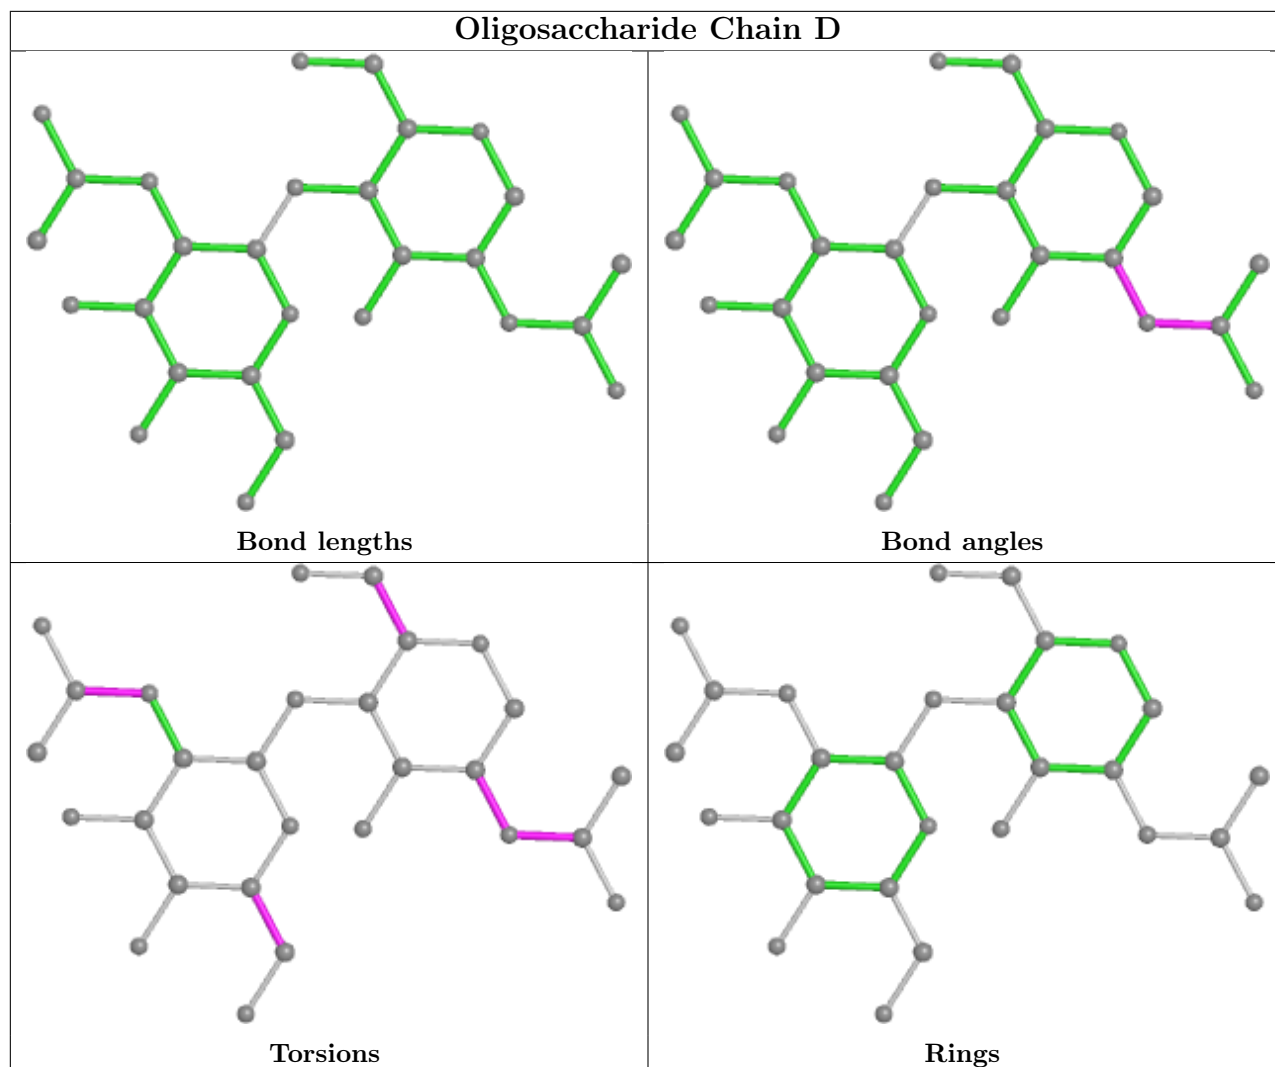 Oligosaccharide Chain D
Bond lengths
Bond angles
Torsions
Rings